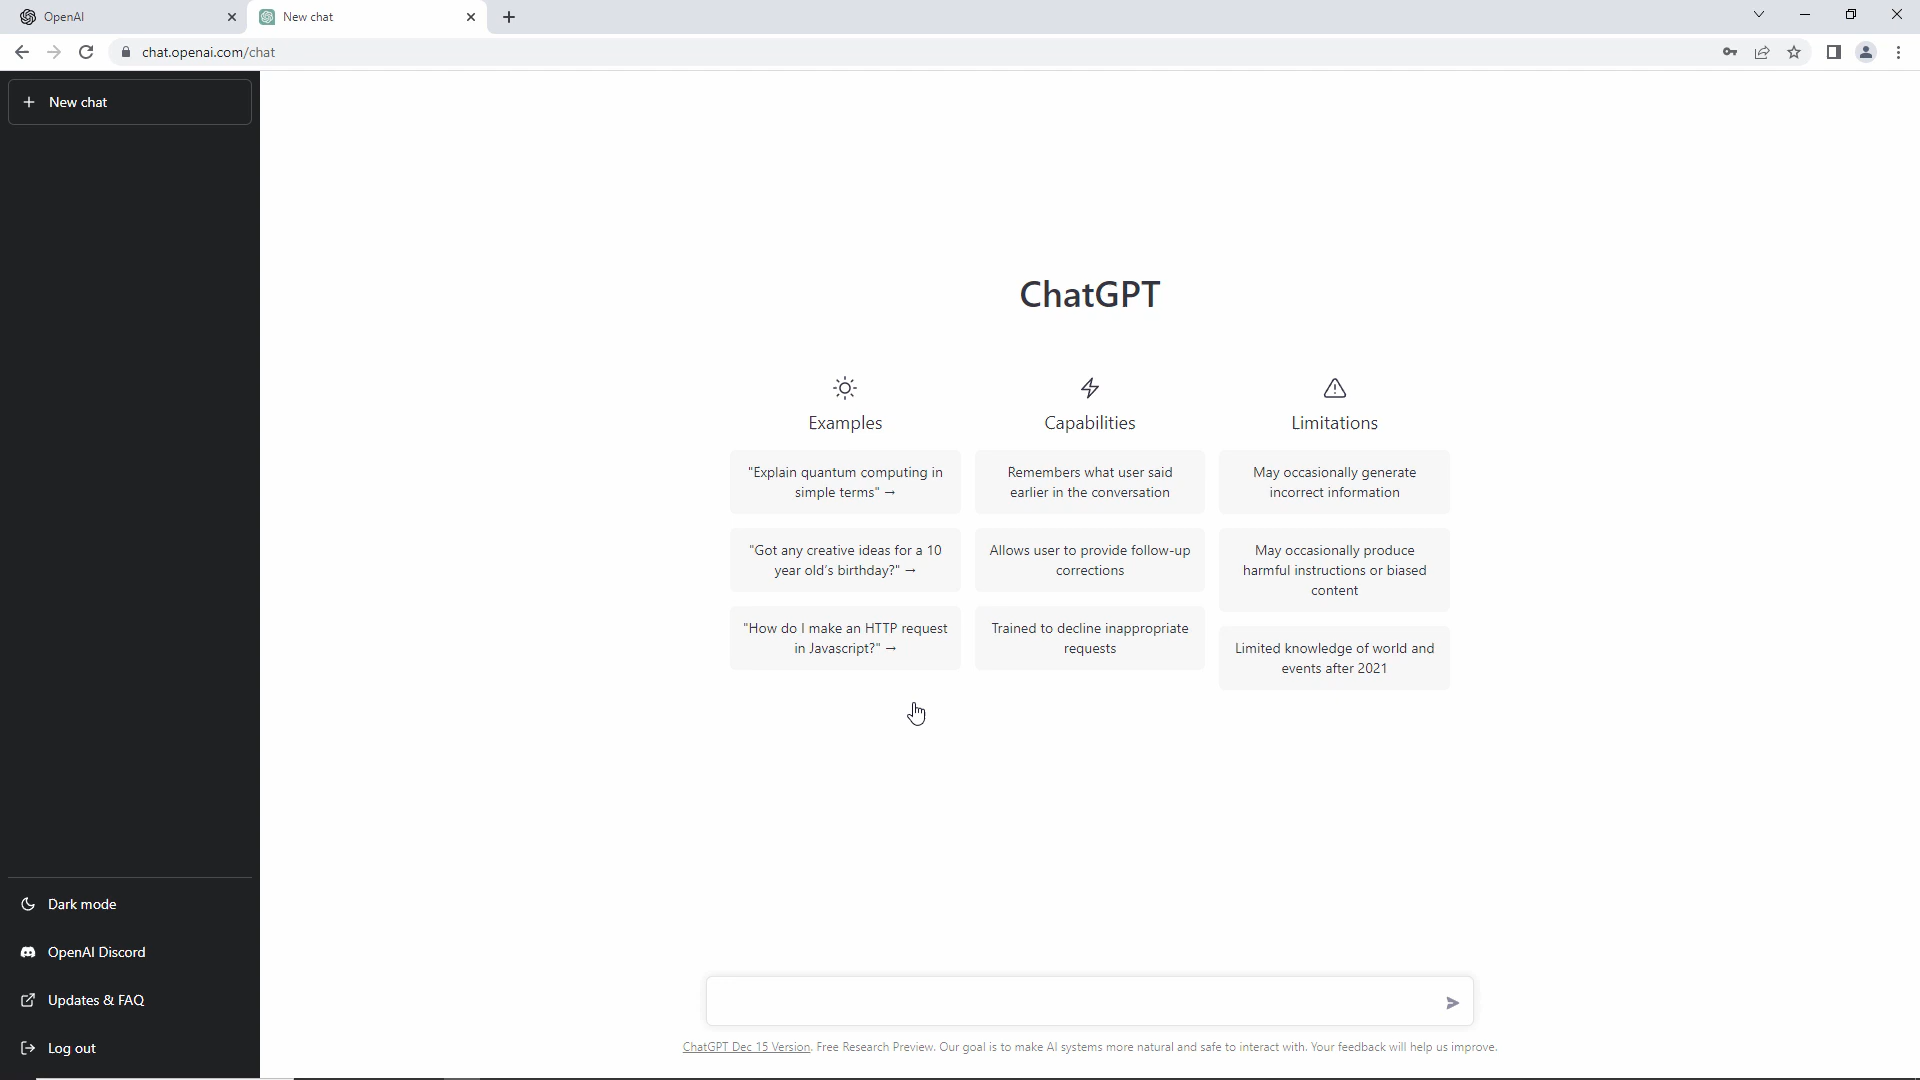 OpenAI
New chat
chat.openai.com/chat
New chat
ChatGPT
Examples
"Explain quantum computing in
simple terms" →
"Got any creative ideas for a 10
year old's birthday?" →
"How do I make an HTTP request
in Javascript?" →
Capabilities
Remembers what user said
earlier in the conversation
Allows user to provide follow-up
corrections
Trained to decline inappropriate
requests
Limitations
May occasionally generate
incorrect information
May occasionally produce
harmful instructions or biased
content
Limited knowledge of world and
events after 2021
Dark mode
OpenAI Discord
Updates & FAQ
Log out
ChatGPT Dec 15 Version. Free Research Preview. Our goal is to make AI systems more natural and safe to interact with. Your feedback will help us improve.